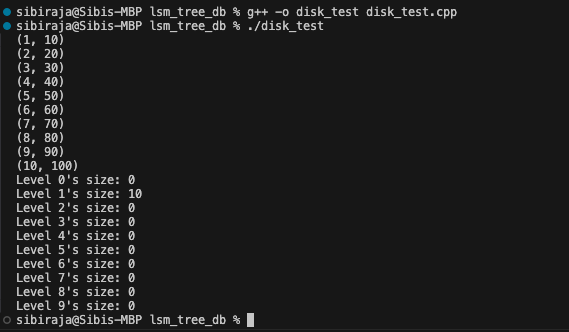 sibiraja@Sibis-MBP lsm_tree_db % g++ -o disk_test disk_test.cpp
sibiraja@Sibis-MBP lsm_tree_db % ./disk_test
(1, 10)
(2, 20)
(3, 30)
(4, 40)
(5, 50)
(6, 60)
(7, 70)
(8, 80)
(9, 90)
(10, 100)
Level 0's size: 0
Level 1's size: 10
Level 2's size: 0
Level 3's size: 0
Level 4's size: 0
Level 5's size: 0
Level 6's size: 0
Level 7's size: 0
Level 8's size: 0
Level 9's size: 0
sibiraja@Sibis-MBP lsm_tree_db %